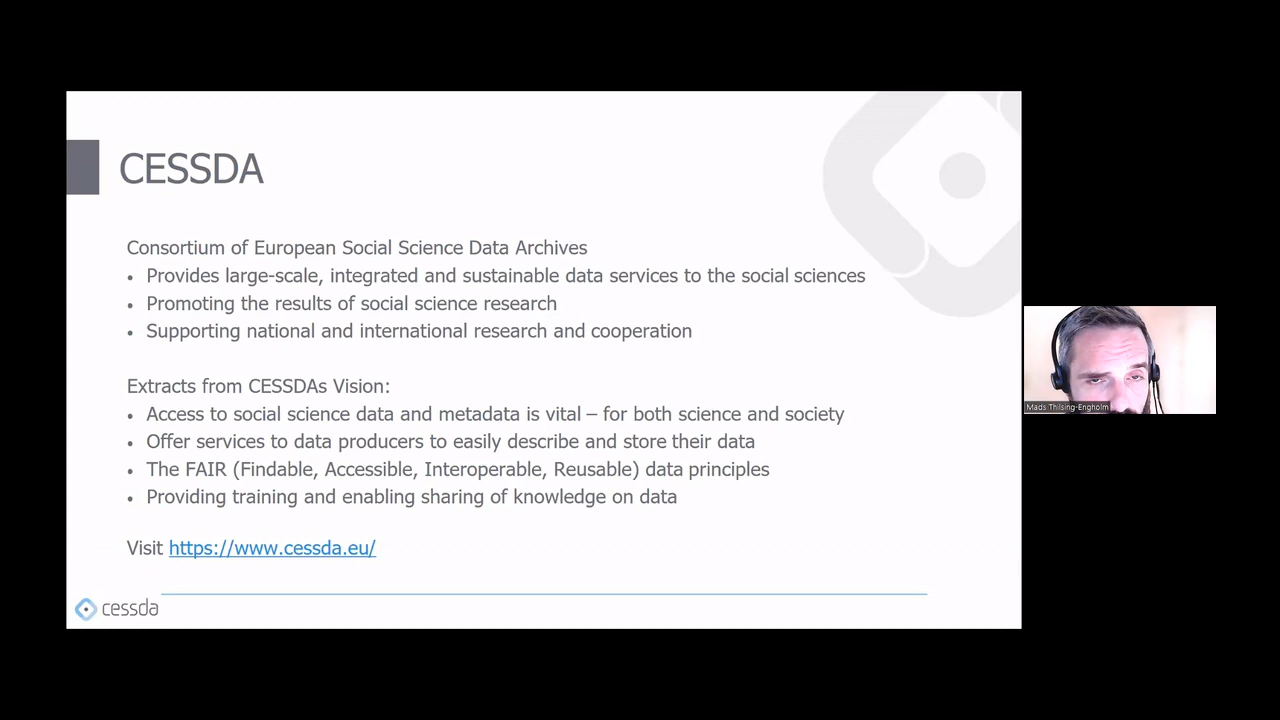 CESSDA
Consortium of European Social Science Data Archives
• Provides large-scale, integrated and sustainable data services to the social sciences
• Promoting the results of social science research
• Supporting national and international research and cooperation
Extracts from CESSDAs Vision:
• Access to social science data and metadata is vital – for both science and society
• Offer services to data producers to easily describe and store their data
• The FAIR (Findable, Accessible, Interoperable, Reusable) data principles
• Providing training and enabling sharing of knowledge on data
Visit https://www.cessda.eu/
cessda
Mads Thilsing-Engholm